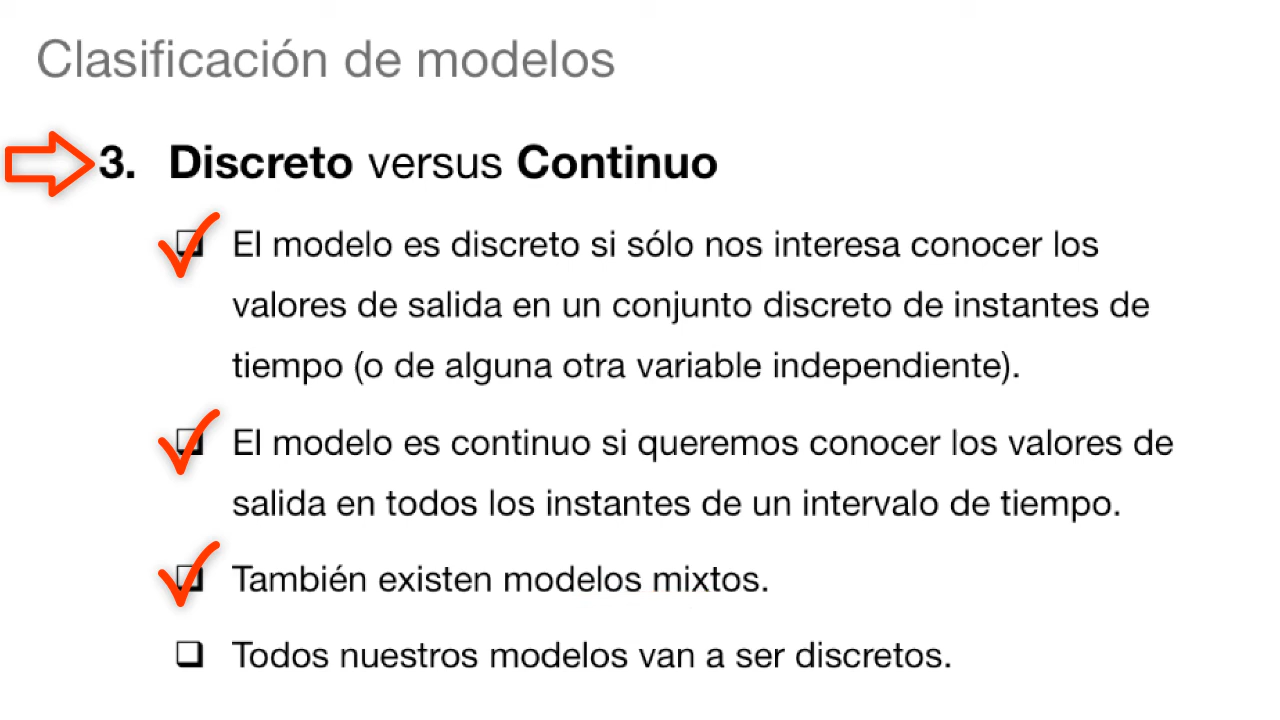 Clasificación de modelos
3. Discreto versus Continuo
El modelo es discreto si sólo nos interesa conocer los
valores de salida en un conjunto discreto de instantes de
tiempo (o de alguna otra variable independiente).
El modelo es continuo si queremos conocer los valores de
salida en todos los instantes de un intervalo de tiempo.
También existen modelos mixtos.
Todos nuestros modelos van a ser discretos.